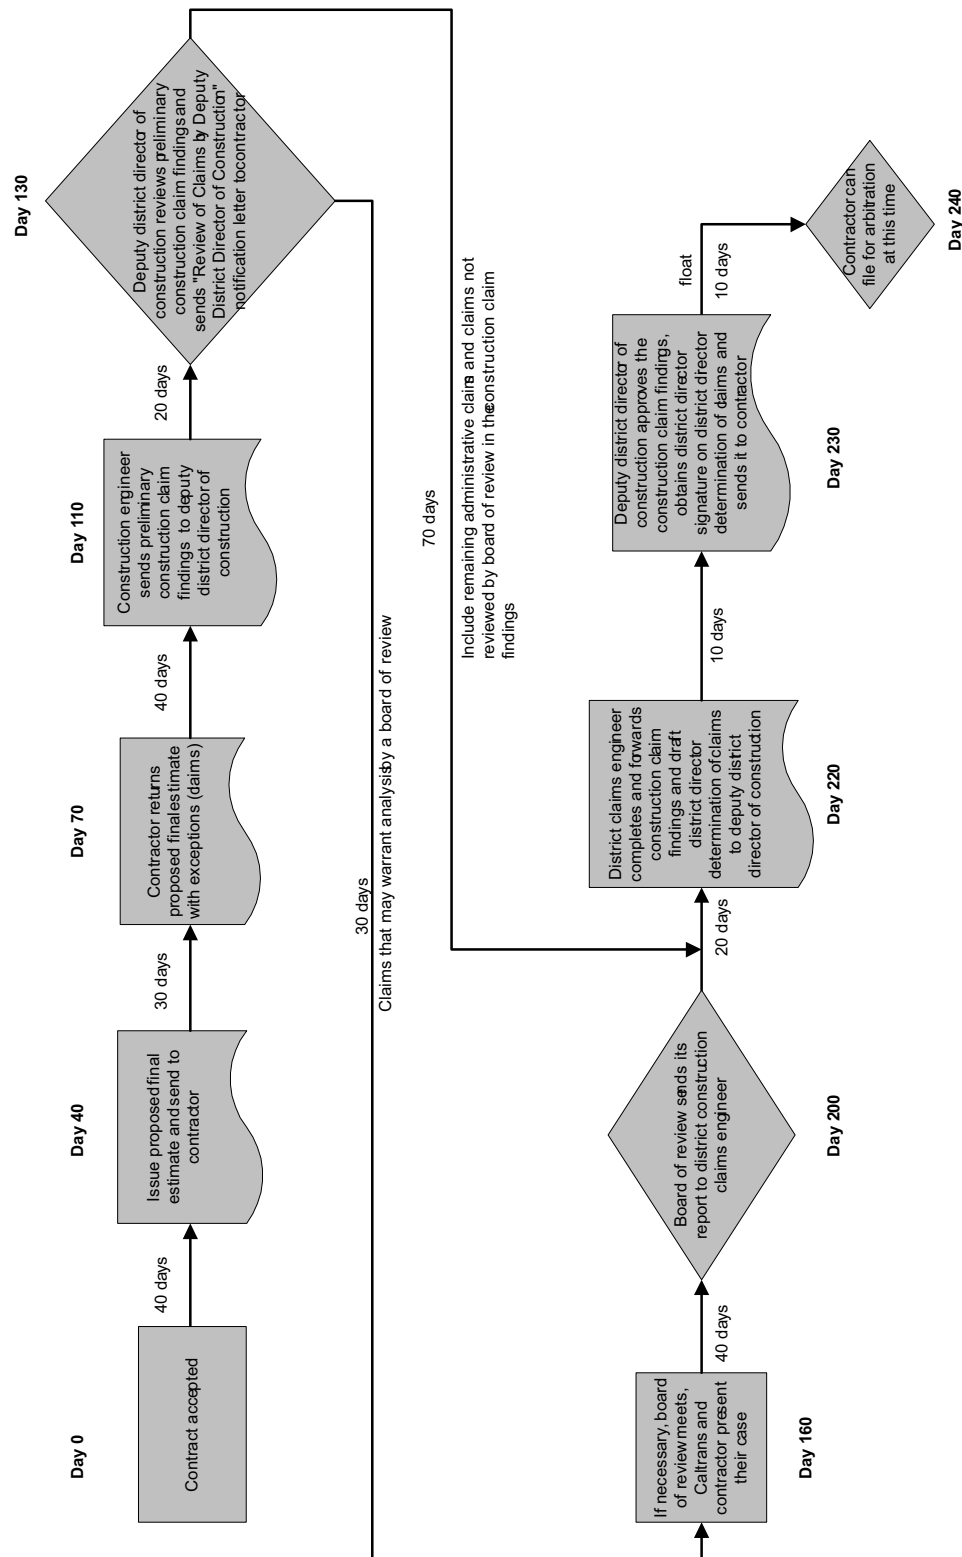 Day 0
Contract accepted
40 days
Day 40
Issue proposed final
estimate and send to
contractor
30 days
Day 70
Contractor returns
proposed final estimate
with exceptions (claims)
40 days
Day 110
Construction engineer
sends preliminary
construction claim
findings to deputy
district director of
construction
20 days
Day 130
Deputy district director of
construction reviews preliminary
construction claim findings and
sends "Review of Claims by Deputy
District Director of Construction"
notification letter to contractor
30 days
Claims that may warrant analysis by a board of review
70 days
Include remaining administrative claims and claims not
reviewed by board of review in the construction claim
findings
If necessary, board
of review meets,
Caltrans and
contractor present
their case
Day 160
40 days
Board of review sends its
report to district construction
claims engineer
Day 200
20 days
District claims engineer
completes and forwards
construction claim
findings and draft
district director
determination of claims
to deputy district
director of construction
Day 220
10 days
Deputy district director of
construction approves the
construction claim findings,
obtains district director
signature on district director
determination of claims and
sends it to contractor
Day 230
float
10 days
Contractor can
file for arbitration
at this time
Day 240